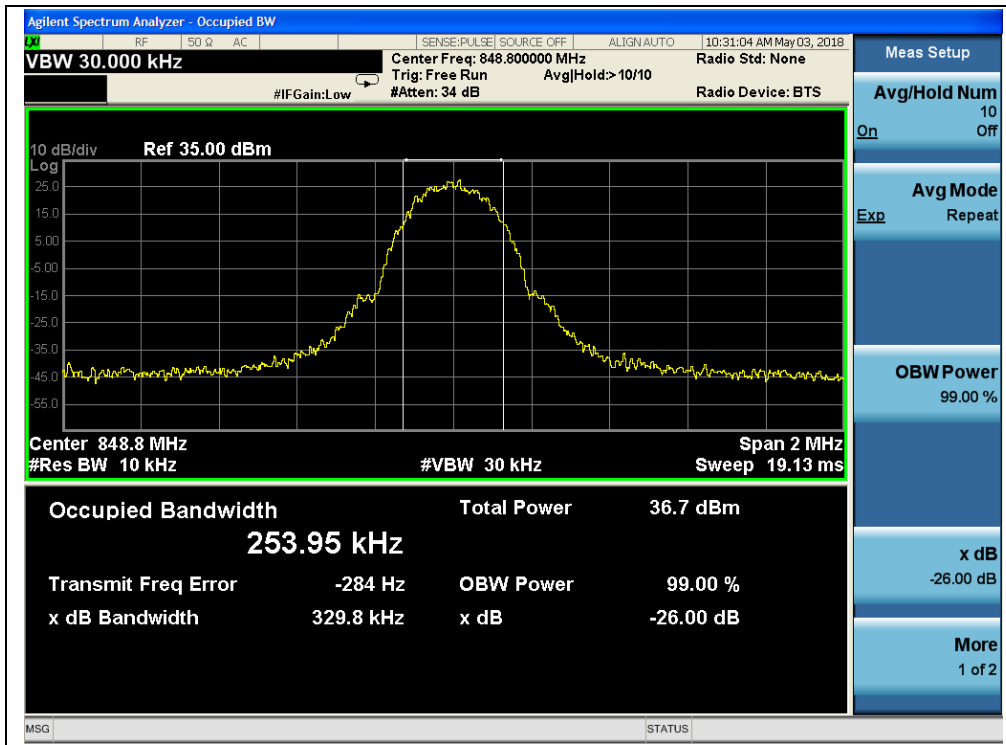 Agilent Spectrum Analyzer - Occupied BW
LXI RF 50 Ω AC SENSE:PULSE SOURCE OFF ALIGN AUTO 10:31:04 AM May 03, 2018
VBW 30.000 kHz
Center Freq: 848.800000 MHz
Radio Std: None
Trig: Free Run Avg|Hold:>10/10
#IFGain:Low
#Atten: 34 dB
Radio Device: BTS
10 dB/div Ref 35.00 dBm
Log
25.0
15.0
5.00
-5.00
-15.0
-25.0
-35.0
-45.0
-55.0
Center 848.8 MHz Span 2 MHz
#Res BW 10 kHz #VBW 30 kHz Sweep 19.13 ms
Occupied Bandwidth Total Power 36.7 dBm
253.95 kHz
Transmit Freq Error -284 Hz OBW Power 99.00 %
x dB Bandwidth 329.8 kHz x dB -26.00 dB
Meas Setup
Avg/Hold Num
10
On Off
Avg Mode
Exp Repeat
OBW Power
99.00 %
x dB
-26.00 dB
More
1 of 2
MSG STATUS